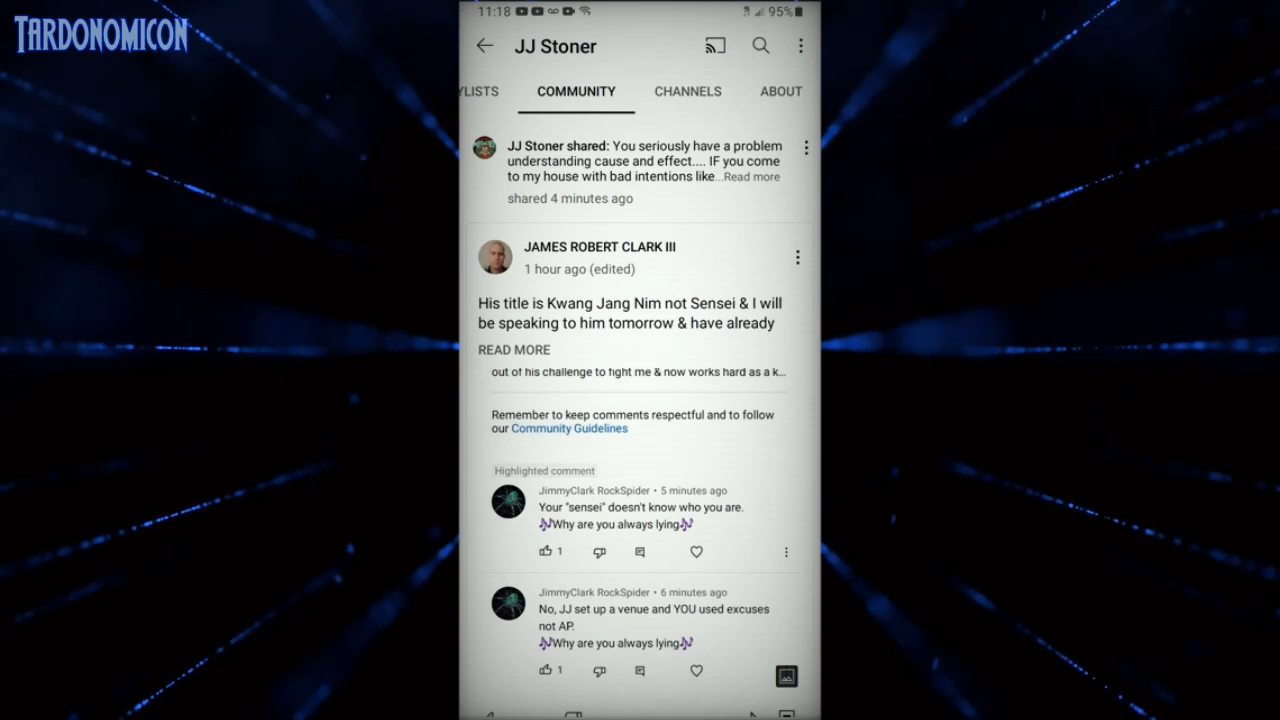 TARDONOMICON
11:18
95%
JJ Stoner
YLISTS
COMMUNITY
CHANNELS
ABOUT
JJ Stoner shared: You seriously have a problem
understanding cause and effect.... IF you come
to my house with bad intentions like...Read more
shared 4 minutes ago
JAMES ROBERT CLARK III
1 hour ago (edited)
His title is Kwang Jang Nim not Sensei & I will
be speaking to him tomorrow & have already
READ MORE
out of his challenge to fight me & now works hard as a k...
Remember to keep comments respectful and to follow
our Community Guidelines
Highlighted comment
JimmyClark RockSpider • 5 minutes ago
Your "sensei" doesn't know who you are.
🎶Why are you always lying🎶
1
JimmyClark RockSpider • 6 minutes ago
No, JJ set up a venue and YOU used excuses
not AP.
🎶Why are you always lying🎶
1